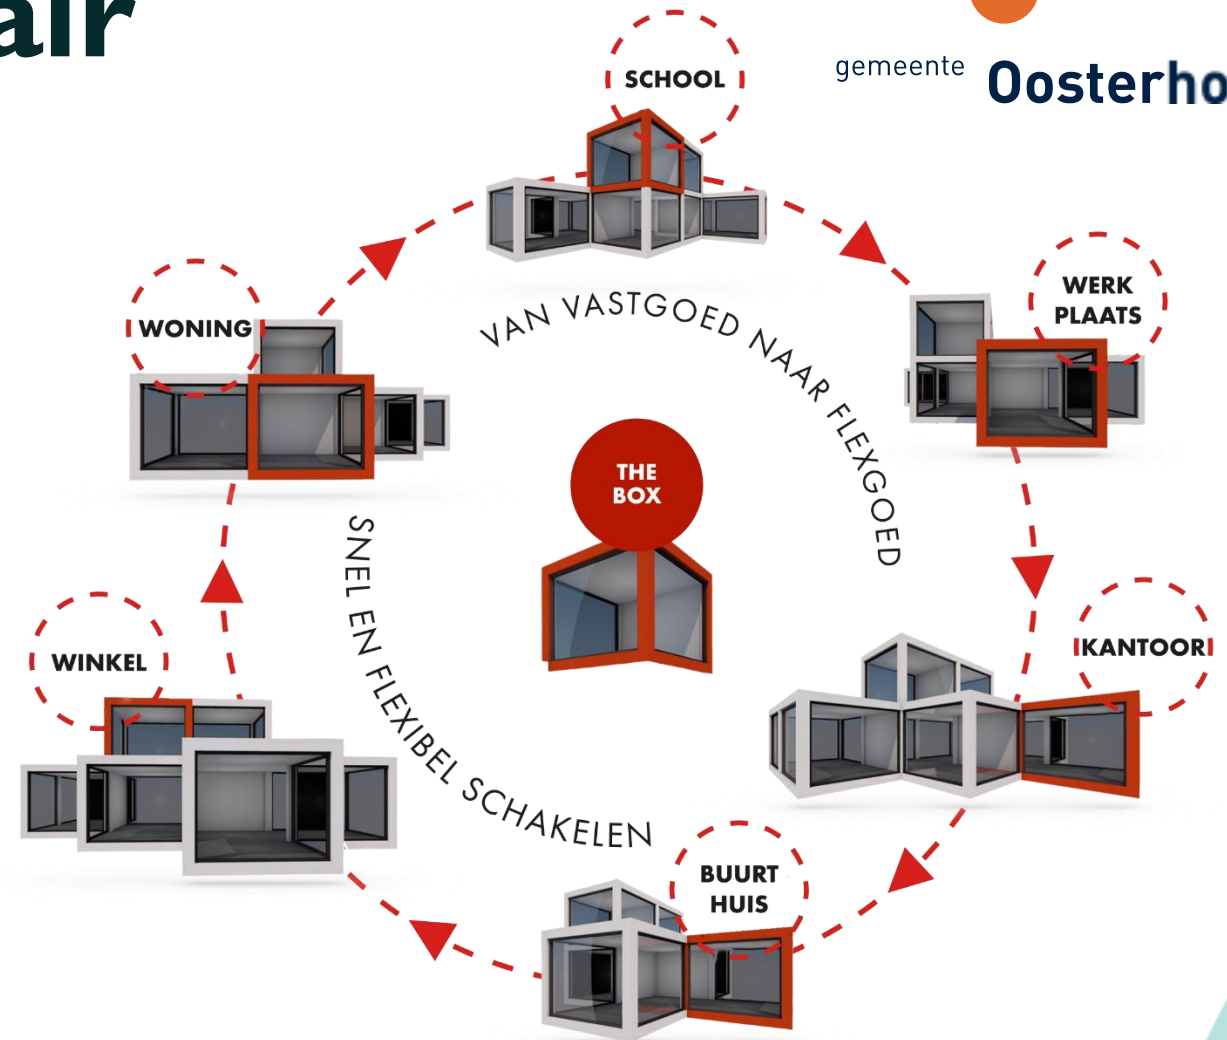 air
gemeente Oosterho
SCHOOL
WERK
PLAATS
WONING
VAN VASTGOED NAAR FLEXGOED
THE
BOX
SNEL EN FLEXIBEL SCHAKELEN
KANTOOR
WINKEL
BUURT
HUIS